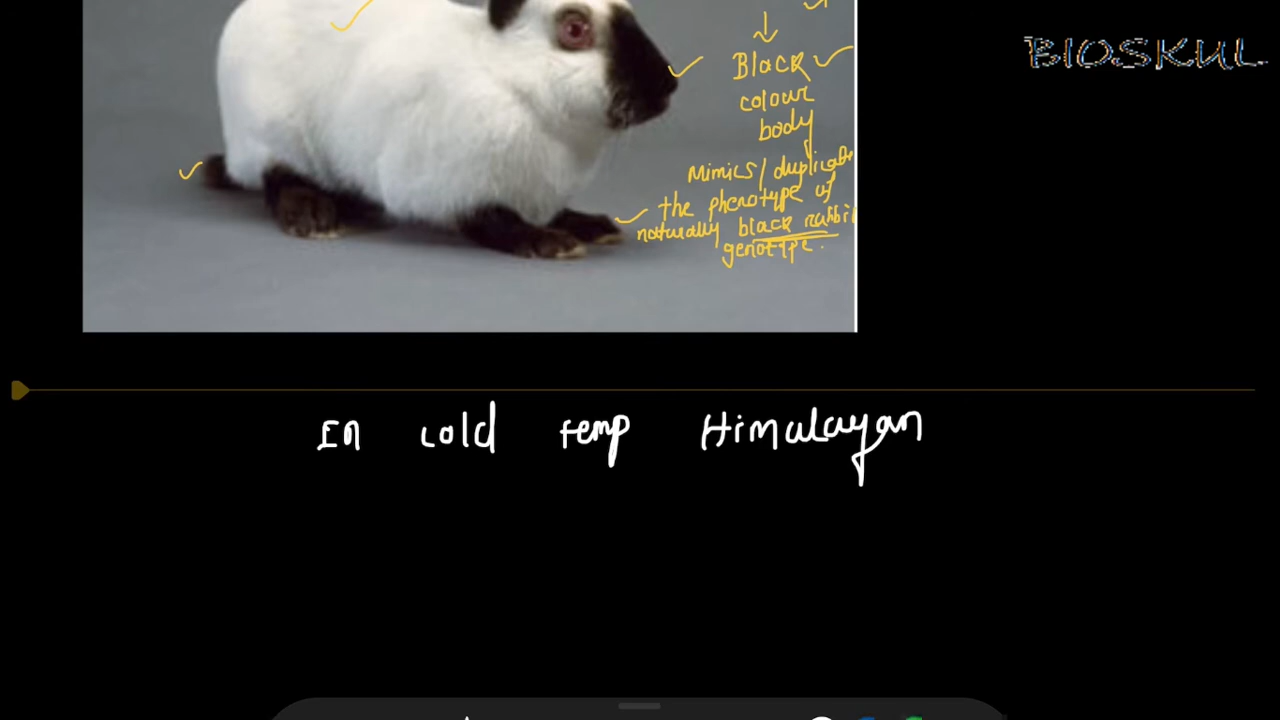 BIOSKUL
Black
colour
body
Mimics/duplicate
the phenotype of
naturally black rabbit
genotype.
In cold temp Himalayan